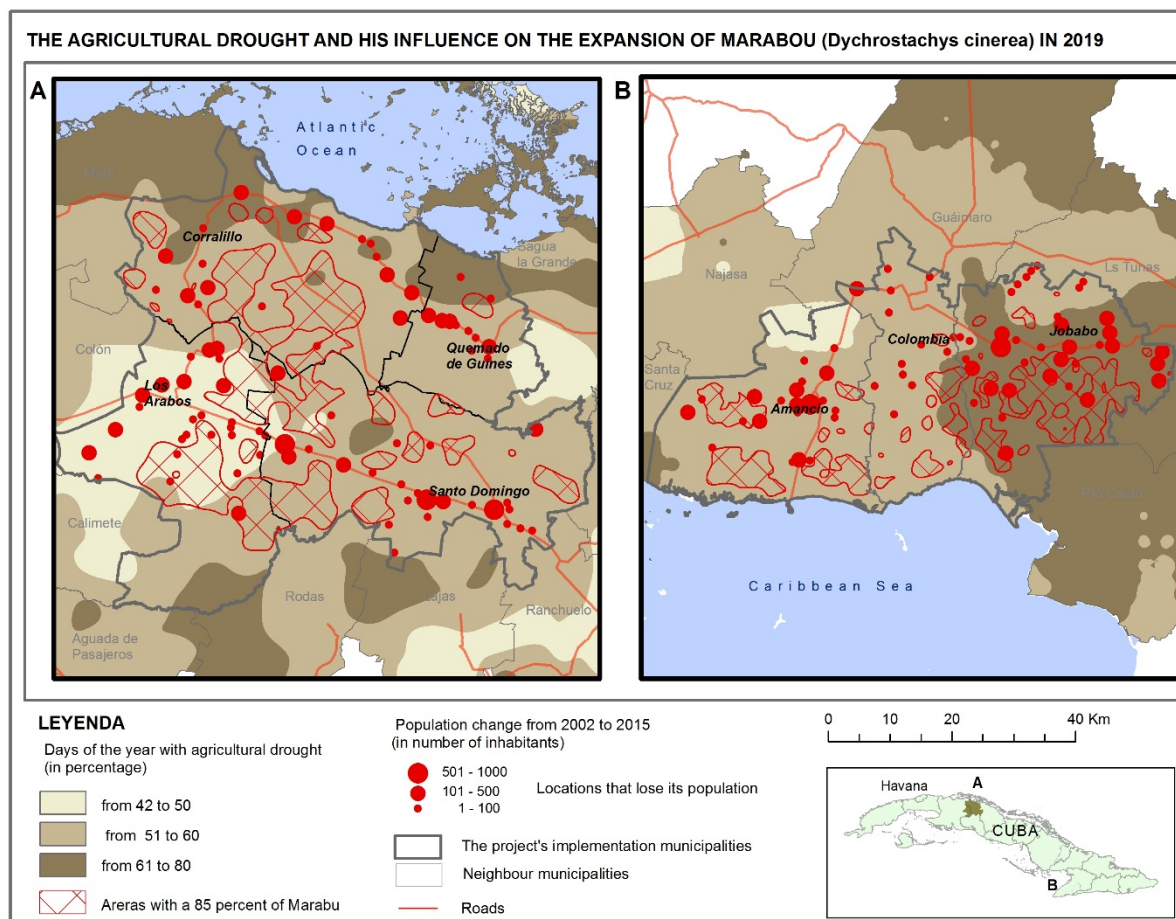 THE AGRICULTURAL DROUGHT AND HIS INFLUENCE ON THE EXPANSION OF MARABOU (Dychrostachys cinerea) IN 2019
A
Atlantic
Ocean
Corralillo
Sagua
la Grande
Colón
Quemado
de Guines
Los
Arabos
Santo Domingo
Calimete
Rodas
Lajas
Ranchuelo
Aguada de
Pasajeros
B
Guáimaro
Najasa
Ls Tunas
Colombia
Jobabo
Santa
Cruz
Amancio
Rio Cauto
Caribbean Sea
LEYENDA
Days of the year with agricultural drought
(in percentage)
from 42 to 50
from 51 to 60
from 61 to 80
Areras with a 85 percent of Marabu
Population change from 2002 to 2015
(in number of inhabitants)
501 - 1000
101 - 500
1 - 100
Locations that lose its population
The project's implementation municipalities
Neighbour municipalities
Roads
0 10 20 40 Km
Havana
A
CUBA
B